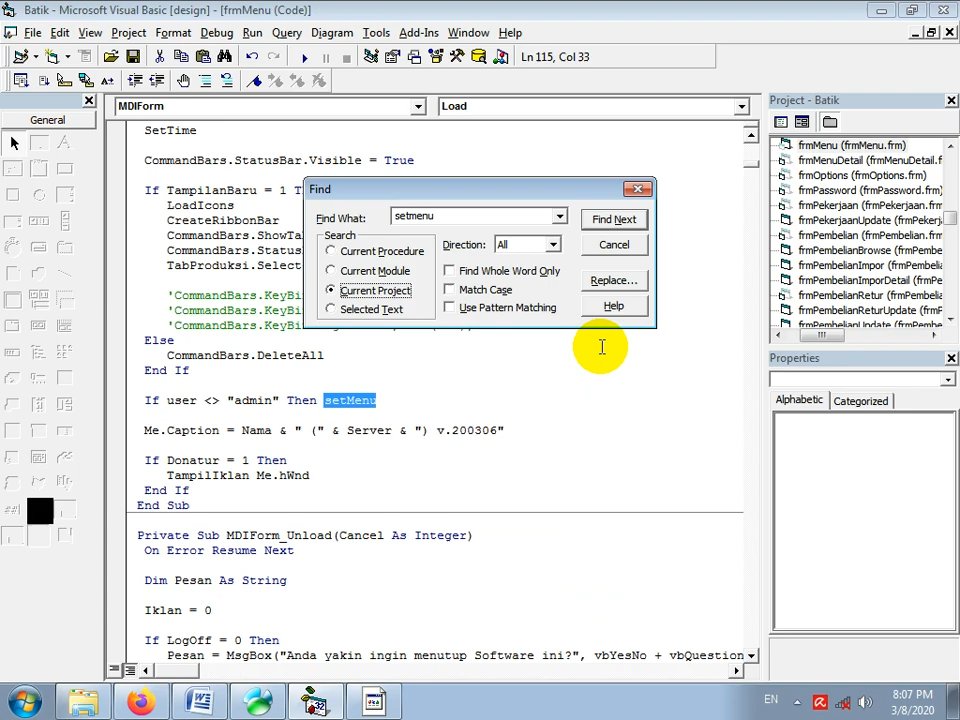 Batik - Microsoft Visual Basic [design] - [frmMenu (Code)]
File Edit View Project Format Debug Run Query Diagram Tools Add-Ins Window Help
Ln 115, Col 33
General
MDIForm Load
Project - Batik
SetTime
CommandBars.StatusBar.Visible = True
If TampilanBaru = 1 T
LoadIcons
CreateRibbonBar
CommandBars.ShowTa
CommandBars.Status
TabProduksi.Select
'CommandBars.KeyBi
'CommandBars.KeyBi
'CommandBars.KeyBi
Else
CommandBars.DeleteAll
End If
If user <> "admin" Then setMenu
Me.Caption = Nama & " (" & Server & ") v.200306"
If Donatur = 1 Then
TampilIklan Me.hWnd
End If
End Sub
Private Sub MDIForm_Unload(Cancel As Integer)
On Error Resume Next
Dim Pesan As String
Iklan = 0
If LogOff = 0 Then
Pesan = MsgBox("Anda yakin ingin menutup Software ini?", vbYesNo + vbQuestion
Find
Find What: setmenu
Find Next
Search
Current Procedure
Current Module
Current Project
Selected Text
Direction: All
Cancel
Find Whole Word Only
Match Case
Use Pattern Matching
Replace...
Help
frmMenu (frmMenu.frm)
frmMenuDetail (frmMenuDetail.f
frmOptions (frmOptions.frm)
frmPassword (frmPassword.frm)
frmPekerjaan (frmPekerjaan.frm)
frmPekerjaanUpdate (frmPekerjaan
frmPembelian (frmPembelian.frm)
frmPembelianBrowse (frmPembelian
frmPembelianImpor (frmPembelian
frmPembelianImporDetail (frmPembelian
frmPembelianRetur (frmPembelian
frmPembelianReturUpdate (frmPem
frmPembelianUpdate (frmPembelian
Properties
Alphabetic Categorized
EN
8:07 PM
3/8/2020